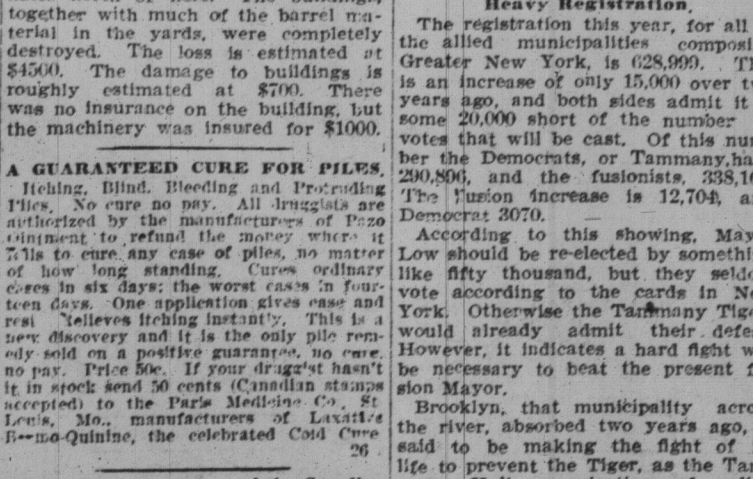 together with much of the barrel ma-
terial in the yards, were completely
destroyed. The loss is estimated at
$4500. The damage to buildings is
roughly estimated at $700. There
was no insurance on the building, but
the machinery was insured for $1000.
A GUARANTEED CURE FOR PILES.
Itching, Blind, Bleeding and Protruding
Piles. No cure no pay. All druggists are
authorized by the manufacturers of Pazo
Ointment to refund the money where it
fails to cure any case of piles, no matter
of how long standing. Cures ordinary
cases in six days; the worst cases in four-
teen days. One application gives ease and
rest. Relieves itching instantly. This is a
new discovery and it is the only pile rem-
edy sold on a positive guarantee, no cure,
no pay. Price 50c. If your druggist hasn't
it in stock send 50 cents (Canadian stamps
accepted) to the Paris Medicine Co., St
Louis, Mo., manufacturers of Laxative
Bromo-Quinine, the celebrated Cold Cure
26
Heavy Registration.
The registration this year, for all
the allied municipalities composi
Greater New York, is 628,999. Th
is an increase of only 15,000 over tw
years ago, and both sides admit it
some 20,000 short of the number
votes that will be cast. Of this num
ber the Democrats, or Tammany, ha
290,896, and the fusionists, 338,10
The fusion increase is 12,704, a
Democrat 3070.
According to this showing, May
Low should be re-elected by somethi
like fifty thousand, but they seldo
vote according to the cards in Ne
York. Otherwise the Tammany Tige
would already admit their defe
However, it indicates a hard fight w
be necessary to beat the present f
sion Mayor.
Brooklyn, that municipality acro
the river, absorbed two years ago,
said to be making the fight of
life to prevent the Tiger, as the Ta